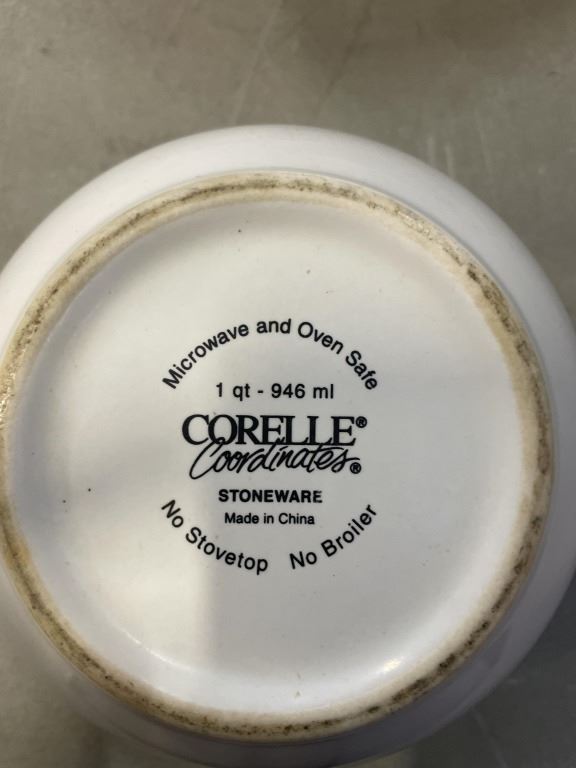 Microwave and Oven Safe
1 qt - 946 ml
CORELLE®
Coordinates®
STONEWARE
Made in China
No Stovetop No Broiler